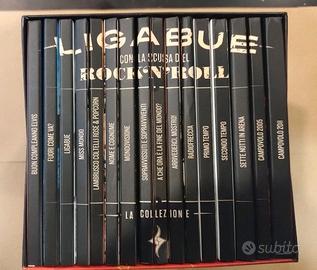 LIGABUE
CON LA SCUSA DEL
ROCK'N'ROLL
BUON COMPLEANNO ELVIS
FUORI COME VA?
LIGABUE
MISS MONDO
LAMBRUSCO COLTELLI ROSE & POPCORN
NOME E COGNOME
MONDOVISIONE
SOPRAVVISSUTI E SOPRAVVIVENTI
A CHE ORA È LA FINE DEL MONDO?
ARRIVEDERCI, MOSTRO!
RADIOFRECCIA
PRIMO TEMPO
SECONDO TEMPO
SETTE NOTTI IN ARENA
CAMPOVOLO 2005
CAMPOVOLO 2011
LA COLLEZIONE
subito